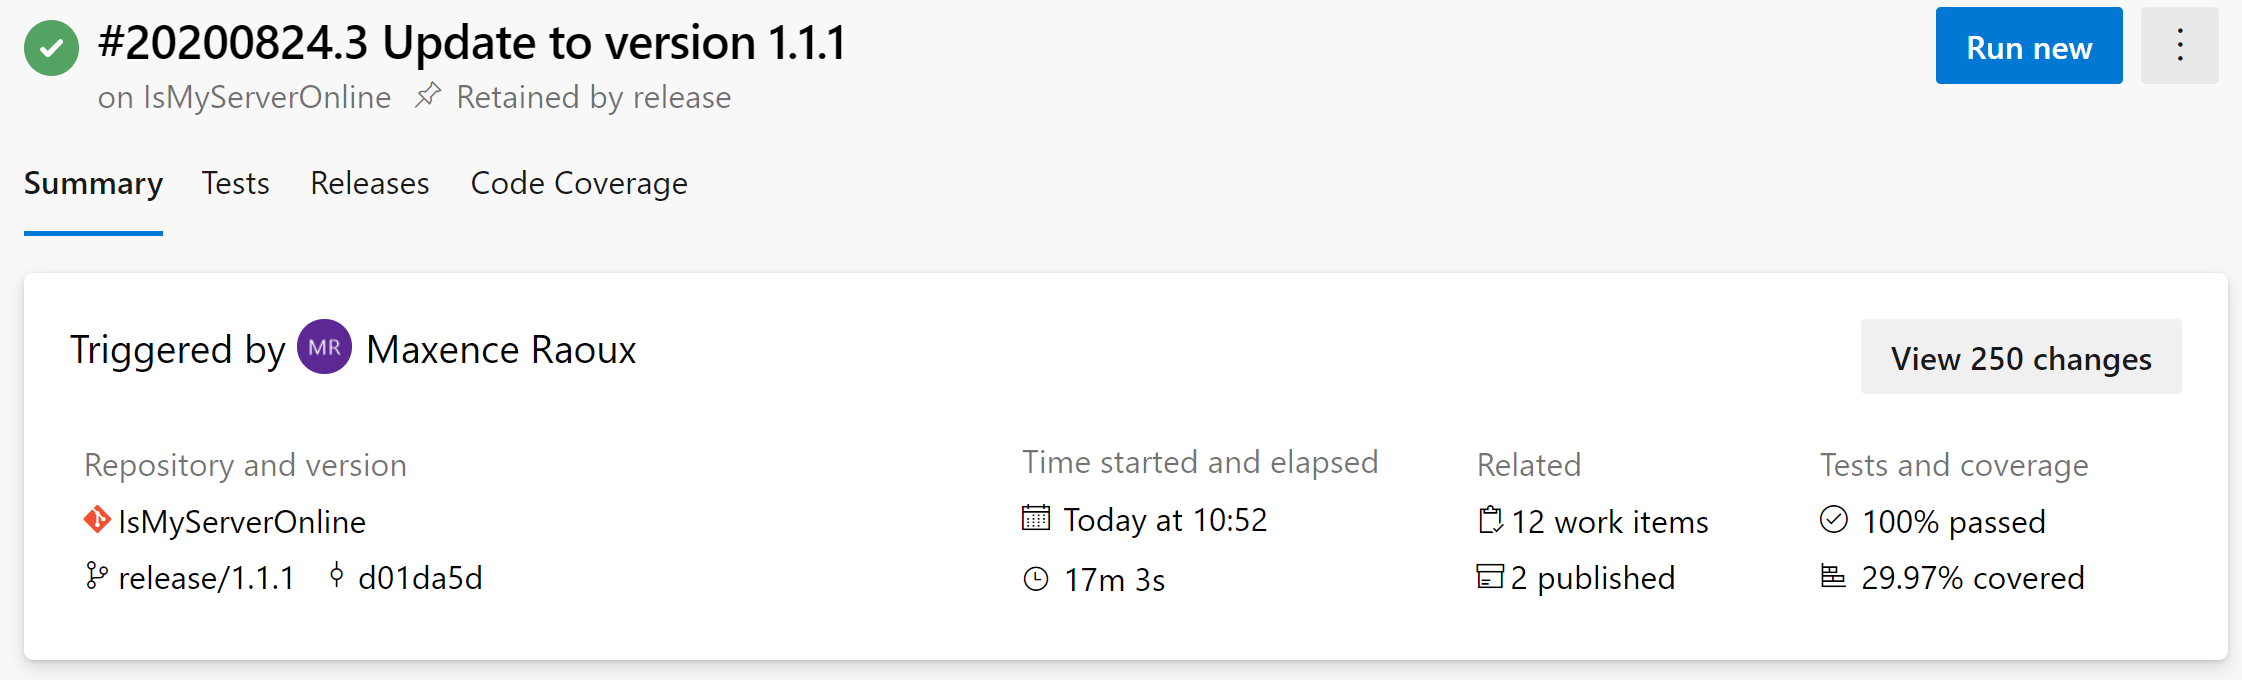 #20200824.3 Update to version 1.1.1
Run new
on IsMyServerOnline Retained by release
Summary Tests Releases Code Coverage
Triggered by MR Maxence Raoux
View 250 changes
Repository and version
IsMyServerOnline
release/1.1.1 d01da5d
Time started and elapsed
Today at 10:52
17m 3s
Related
12 work items
2 published
Tests and coverage
100% passed
29.97% covered